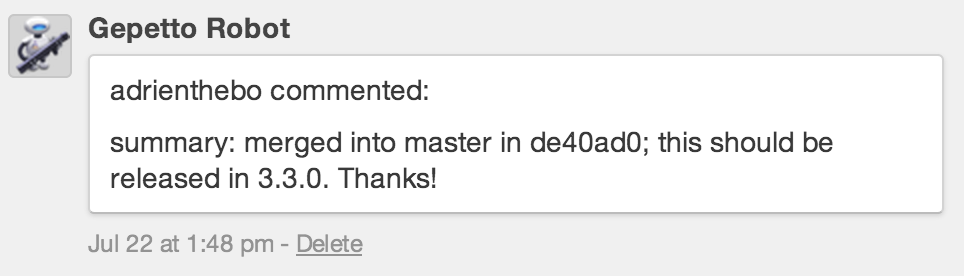 Gepetto Robot
adrienthebo commented:
summary: merged into master in de40ad0; this should be
released in 3.3.0. Thanks!
Jul 22 at 1:48 pm - Delete